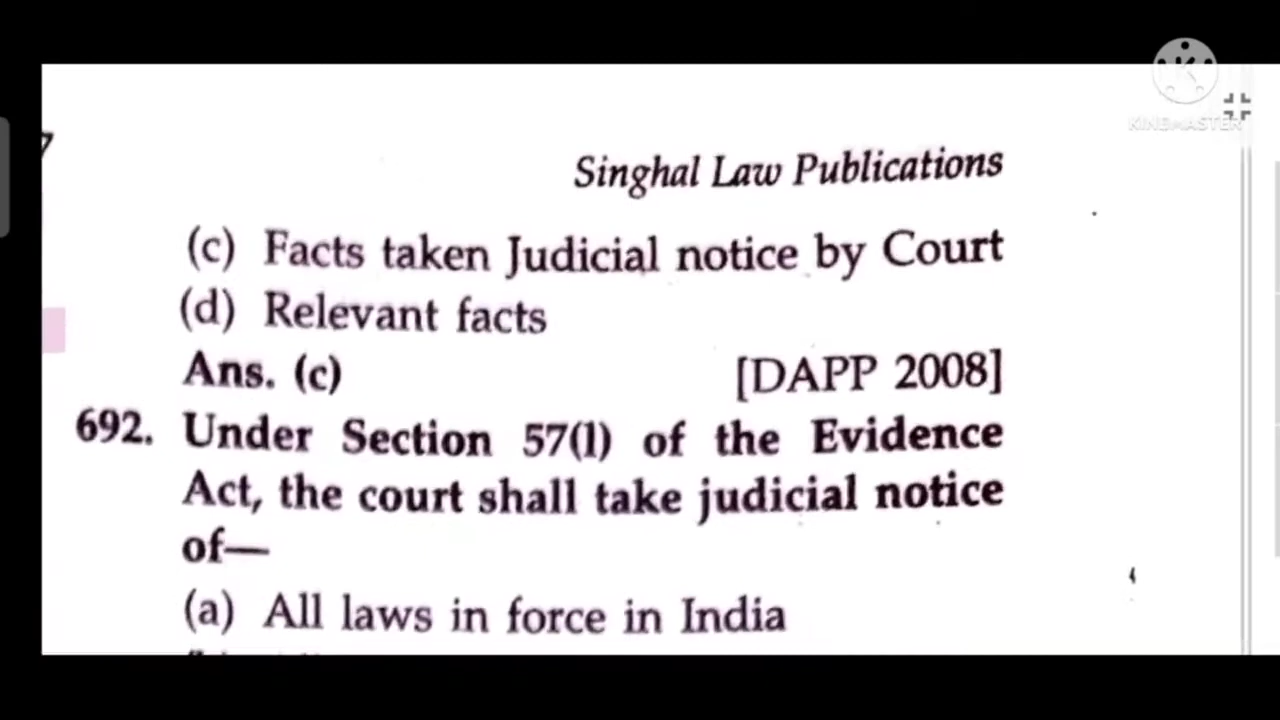 KINEMASTER
Singhal Law Publications
(c) Facts taken Judicial notice by Court
(d) Relevant facts
Ans. (c) [DAPP 2008]
692. Under Section 57(l) of the Evidence
Act, the court shall take judicial notice
of—
(a) All laws in force in India